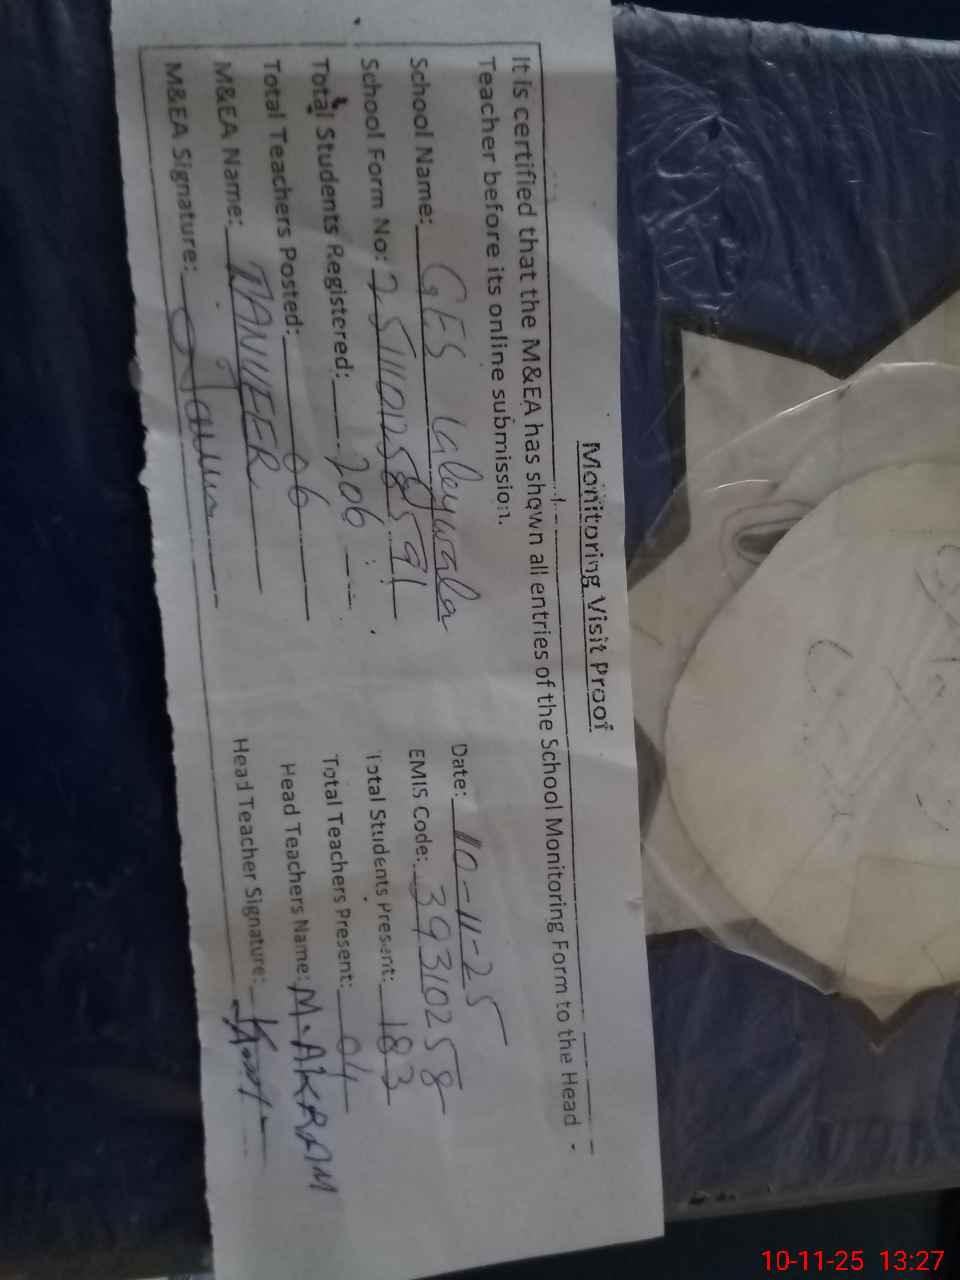 Monitoring Visit Proof
It is certified that the M&EA has shown all entries of the School Monitoring Form to the Head
Teacher before its online submission.
Date: 10-11-25
School Name: GES
EMIS Code: 39310258
School Form No: 2511101258
Total Students Present: 183
Total Students Registered: 206
Total Teachers Present: 04
Total Teachers Posted: 06
Head Teachers Name: M. AKRAM
M&EA Name: TANVEER
Head Teacher Signature:
M&EA Signature:
10-11-25 13:27